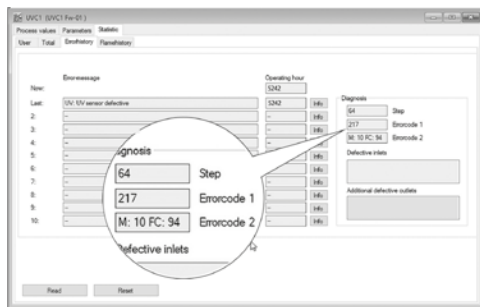 UVC1 (UVC1 Fw-01)
Process values Parameters Statistic
User Total Errorhistory Flamehistory
Errormessage Operating hour
Now: 5242
Last: UV: UV sensor defective 5242 Info
2: -- - Info
3: -- - Info
4: -- Info
5: Info
6: Info
7: Info
8: Info
9: Info
10: -- - Info
Diagnosis
64 Step
217 Errorcode 1
M: 10 FC: 94 Errorcode 2
Defective inlets
Additional defective outlets
gnosis
64 Step
217 Errorcode 1
M: 10 FC: 94 Errorcode 2
Defective inlets
Read Reset